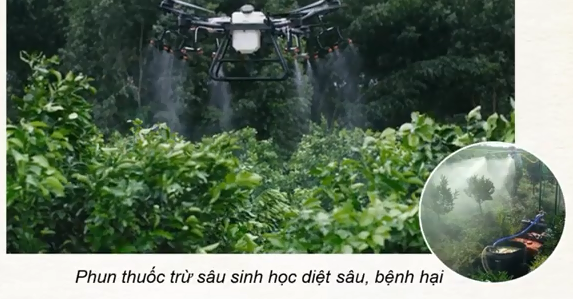 Phun thuốc trừ sâu sinh học diệt sâu, bệnh hại